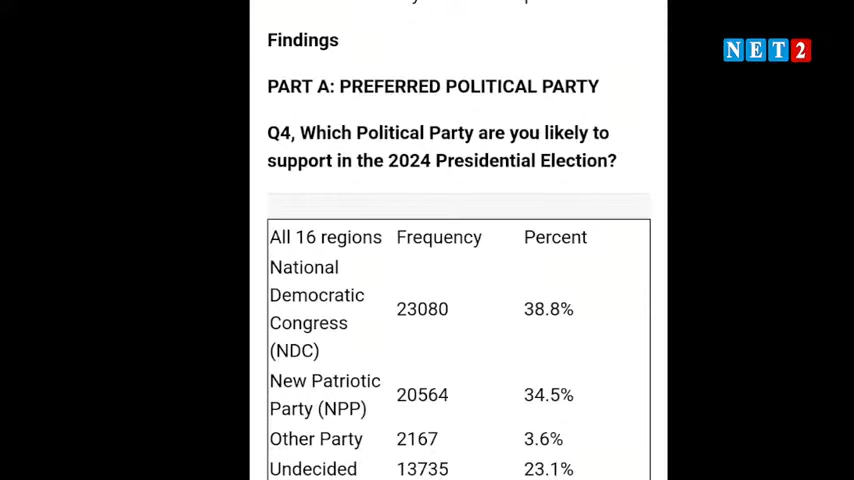 NET2
Findings
PART A: PREFERRED POLITICAL PARTY
Q4, Which Political Party are you likely to
support in the 2024 Presidential Election?
All 16 regions Frequency Percent
National
Democratic
Congress
(NDC) 23080 38.8%
New Patriotic
Party (NPP) 20564 34.5%
Other Party 2167 3.6%
Undecided 13735 23.1%